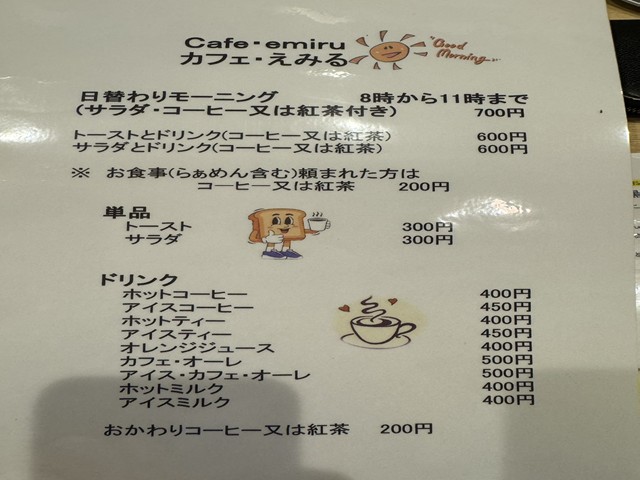 Cafe・emiru
カフェ・えみる
Good Morning
日替わりモーニング 8時から11時まで
(サラダ・コーヒー又は紅茶付き) 700円
トーストとドリンク(コーヒー又は紅茶) 600円
サラダとドリンク(コーヒー又は紅茶) 600円
※ お食事(らぁめん含む)頼まれた方は
コーヒー又は紅茶 200円
単品
トースト 300円
サラダ 300円
ドリンク
ホットコーヒー 400円
アイスコーヒー 450円
ホットティー 400円
アイスティー 450円
オレンジジュース 400円
カフェ・オーレ 500円
アイス・カフェ・オーレ 500円
ホットミルク 400円
アイスミルク 400円
おかわりコーヒー又は紅茶 200円